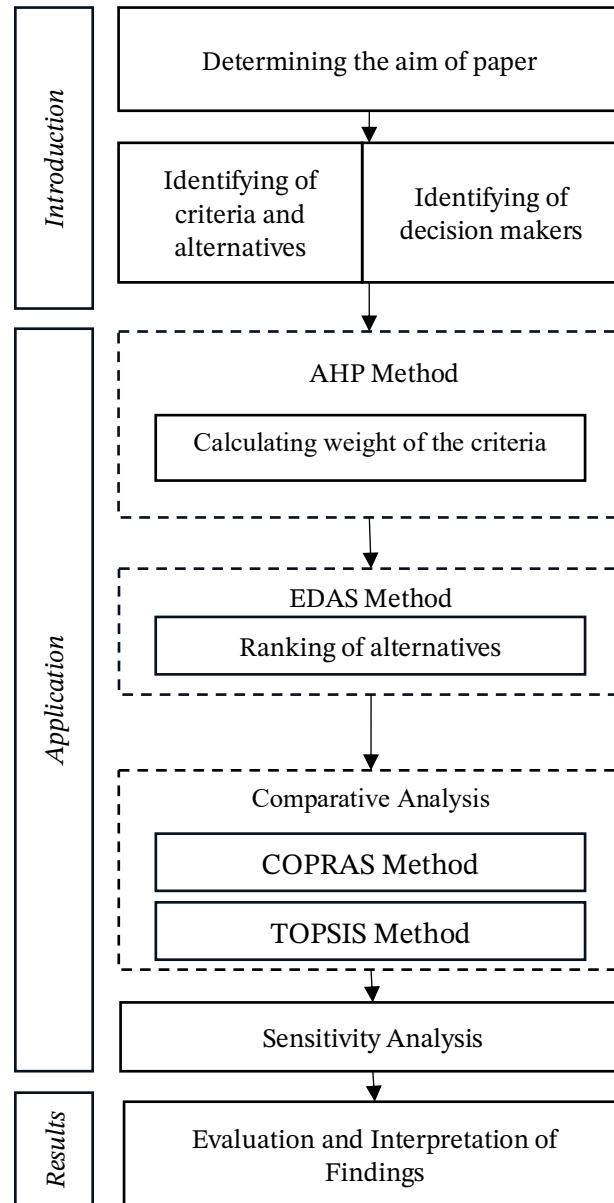 Introduction
Determining the aim of paper
Identifying of
criteria and
alternatives
Identifying of
decision makers
Application
AHP Method
Calculating weight of the criteria
EDAS Method
Ranking of alternatives
Comparative Analysis
COPRAS Method
TOPSIS Method
Sensitivity Analysis
Results
Evaluation and Interpretation of
Findings